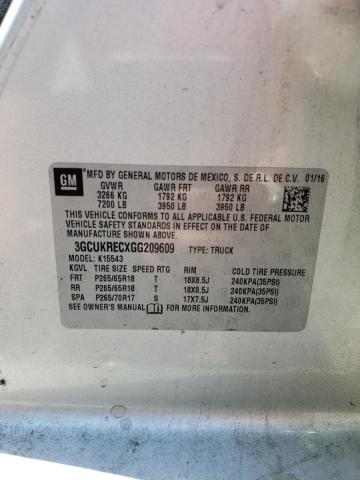 GM
MFD BY GENERAL MOTORS DE MEXICO, S. DE R.L. DE C.V. 01/16
GVWR GAWR FRT GAWR RR
3266 KG 1792 KG 1792 KG
7200 LB 3950 LB 3950 LB
THIS VEHICLE CONFORMS TO ALL APPLICABLE U.S. FEDERAL MOTOR
VEHICLE SAFETY STANDARDS IN EFFECT ON THE DATE OF
MANUFACTURE SHOWN ABOVE.
3GCUKRECXGG209609 TYPE: TRUCK
MODEL: K15543
KGVL TIRE SIZE SPEED RTG RIM COLD TIRE PRESSURE
FRT P265/65R18 T 18X8.5J 240KPA(35PSI)
RR P265/65R18 T 18X8.5J 240KPA(35PSI)
SPA P265/70R17 S 17X7.5J 240KPA(35PSI)
SEE OWNER'S MANUAL FOR MORE INFORMATION.